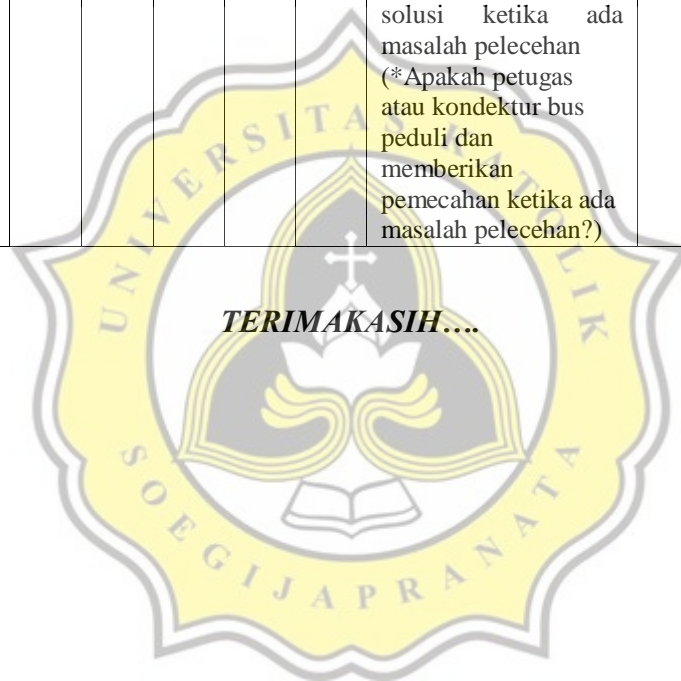 solusi ketika ada
masalah pelecehan
(*Apakah petugas
atau kondektur bus
peduli dan
memberikan
pemecahan ketika ada
masalah pelecehan?)
TERIMAKASIH….
UNIVERSITAS KATOLIK
SOEGIJAPRANATA